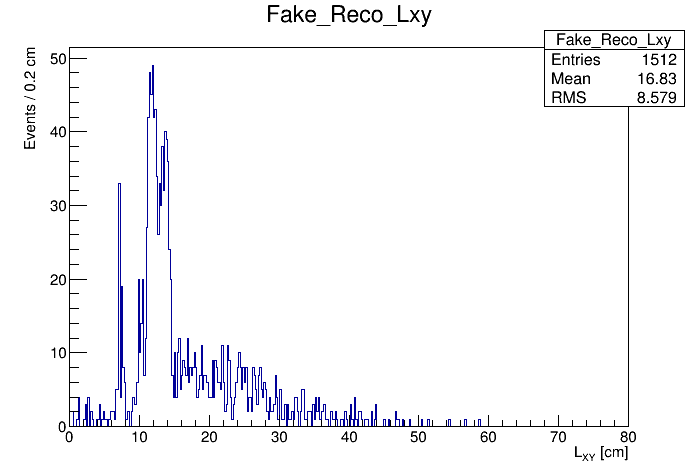 Fake_Reco_Lxy
Fake_Reco_Lxy
Entries 1512
Mean 16.83
RMS 8.579
Events / 0.2 cm
50
40
30
20
10
0
0 10 20 30 40 50 60 70 80
L_XY [cm]